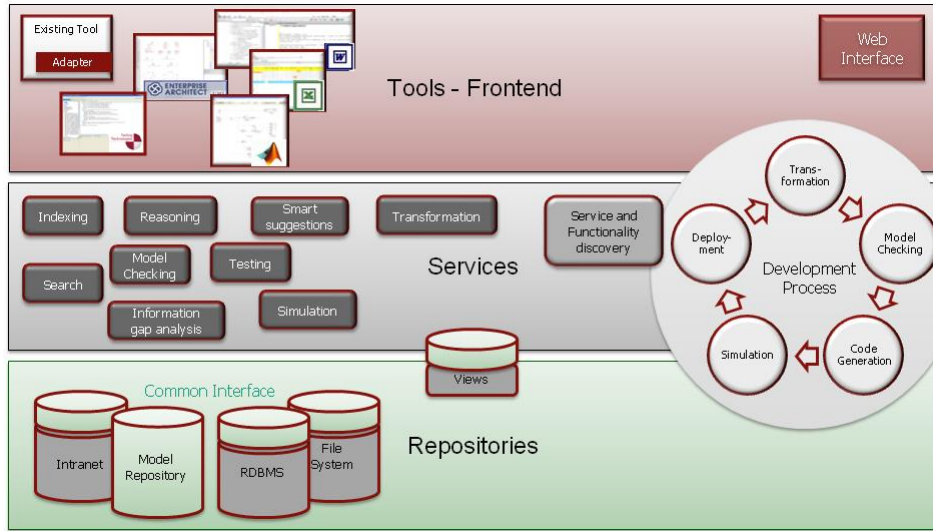 Existing Tool
Adapter
ENTERPRISE
ARCHITECT
W
X
Tools - Frontend
Web
Interface
Indexing
Reasoning
Smart
suggestions
Transformation
Service and
Functionality
discovery
Search
Model
Checking
Testing
Services
Information
gap analysis
Simulation
Trans-
formation
Deploy-
ment
Model
Checking
Development
Process
Simulation
Code
Generation
Views
Common Interface
Intranet
Model
Repository
RDBMS
File
System
Repositories